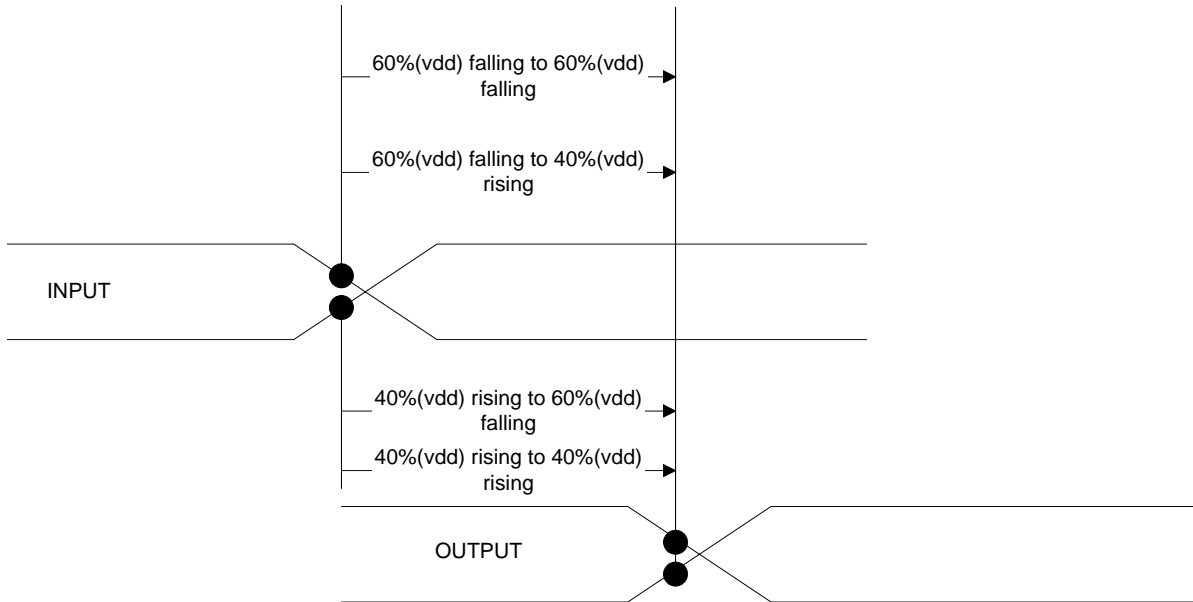 60%(vdd) falling to 60%(vdd)
falling
60%(vdd) falling to 40%(vdd)
rising
INPUT
40%(vdd) rising to 60%(vdd)
falling
40%(vdd) rising to 40%(vdd)
rising
OUTPUT